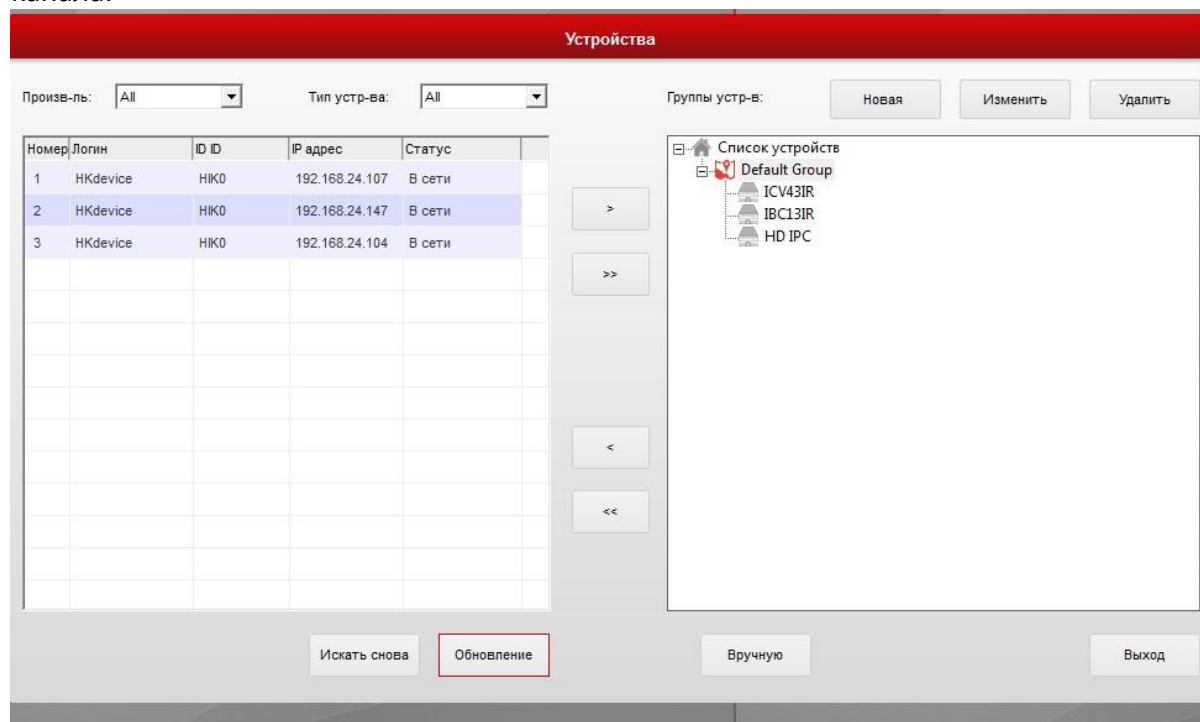 канала.
Устройства
Произв-ль: All Тип устр-ва: All Группы устр-в: Новая Изменить Удалить
Номер Логин ID ID IP адрес Статус
1 HKdevice HIK0 192.168.24.107 В сети
2 HKdevice HIK0 192.168.24.147 В сети
3 HKdevice HIK0 192.168.24.104 В сети
>
>>
<
<<
Список устройств
Default Group
ICV43IR
IBC13IR
HD IPC
Искать снова Обновление Вручную Выход